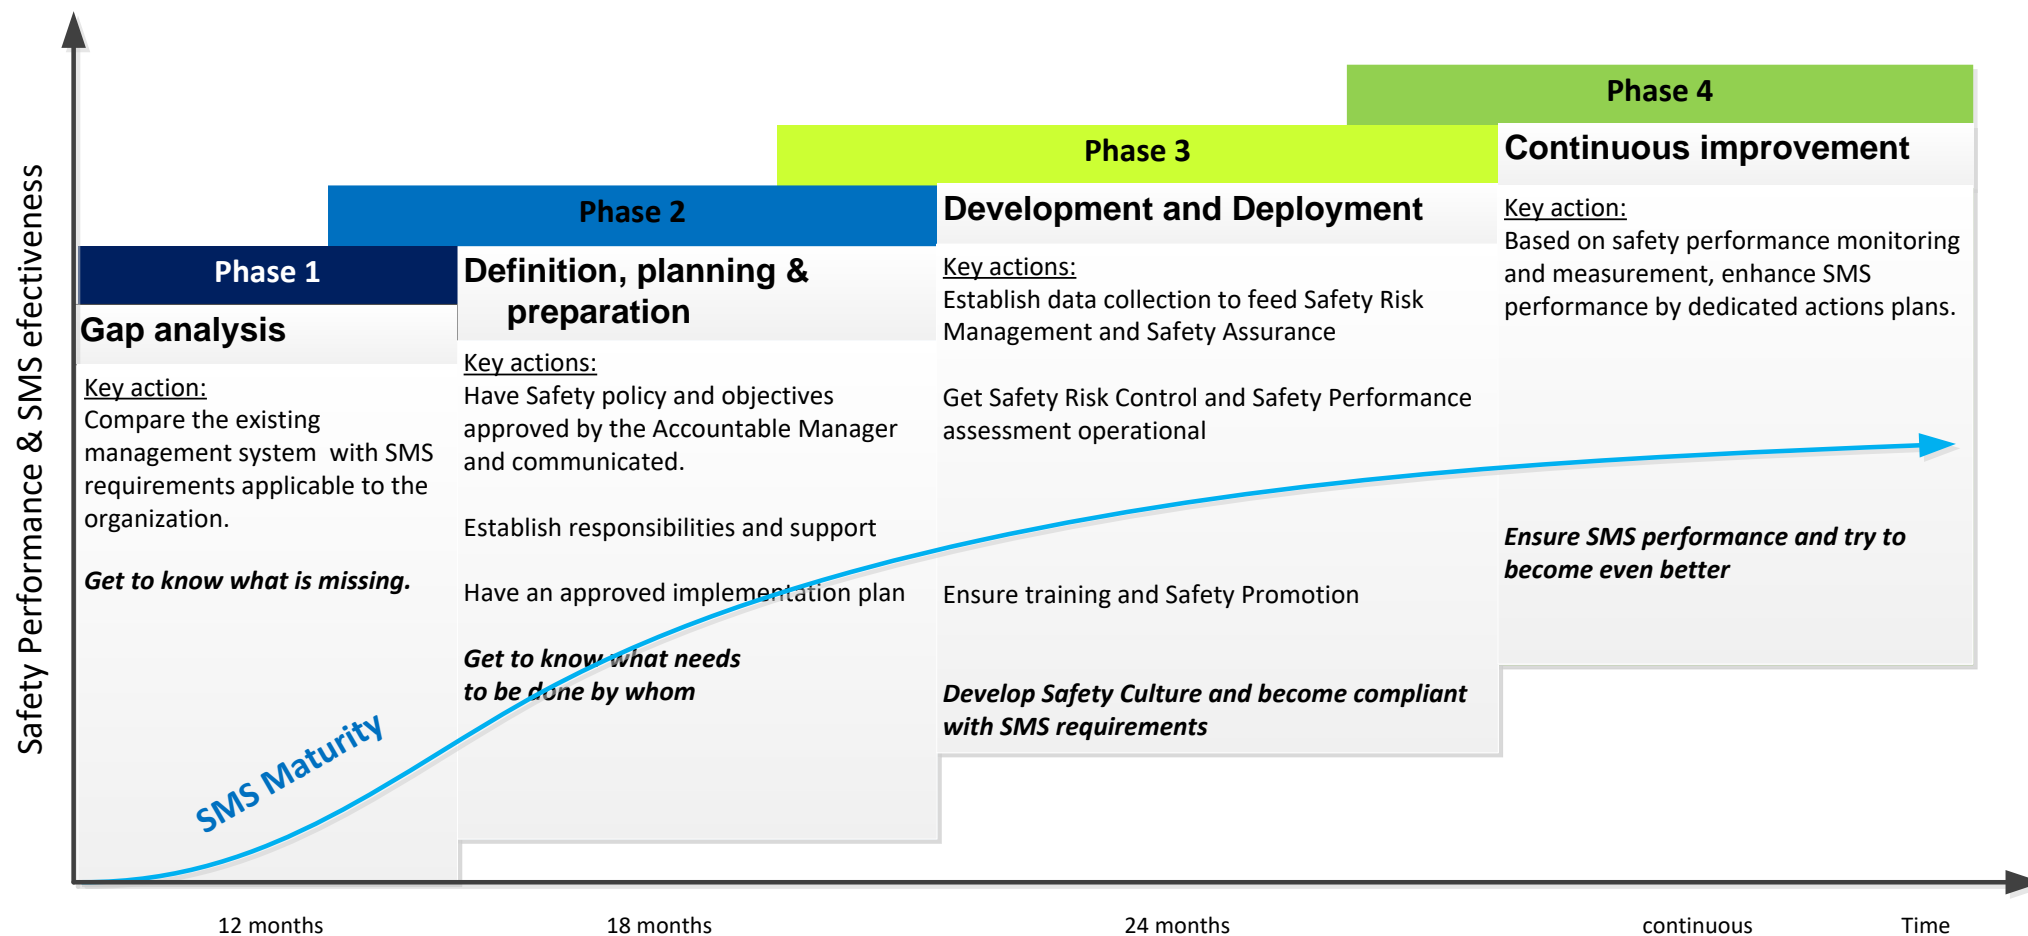 Safety Performance & SMS efectiveness
Phase 1
Gap analysis
Key action:
Compare the existing
management system with SMS
requirements applicable to the
organization.
Get to know what is missing.
SMS Maturity
Phase 2
Definition, planning &
preparation
Key actions:
Have Safety policy and objectives
approved by the Accountable Manager
and communicated.
Establish responsibilities and support
Have an approved implementation plan
Get to know what needs
to be done by whom
Phase 3
Development and Deployment
Key actions:
Establish data collection to feed Safety Risk
Management and Safety Assurance
Get Safety Risk Control and Safety Performance
assessment operational
Ensure training and Safety Promotion
Develop Safety Culture and become compliant
with SMS requirements
Phase 4
Continuous improvement
Key action:
Based on safety performance monitoring
and measurement, enhance SMS
performance by dedicated actions plans.
Ensure SMS performance and try to
become even better
12 months
18 months
24 months
continuous
Time